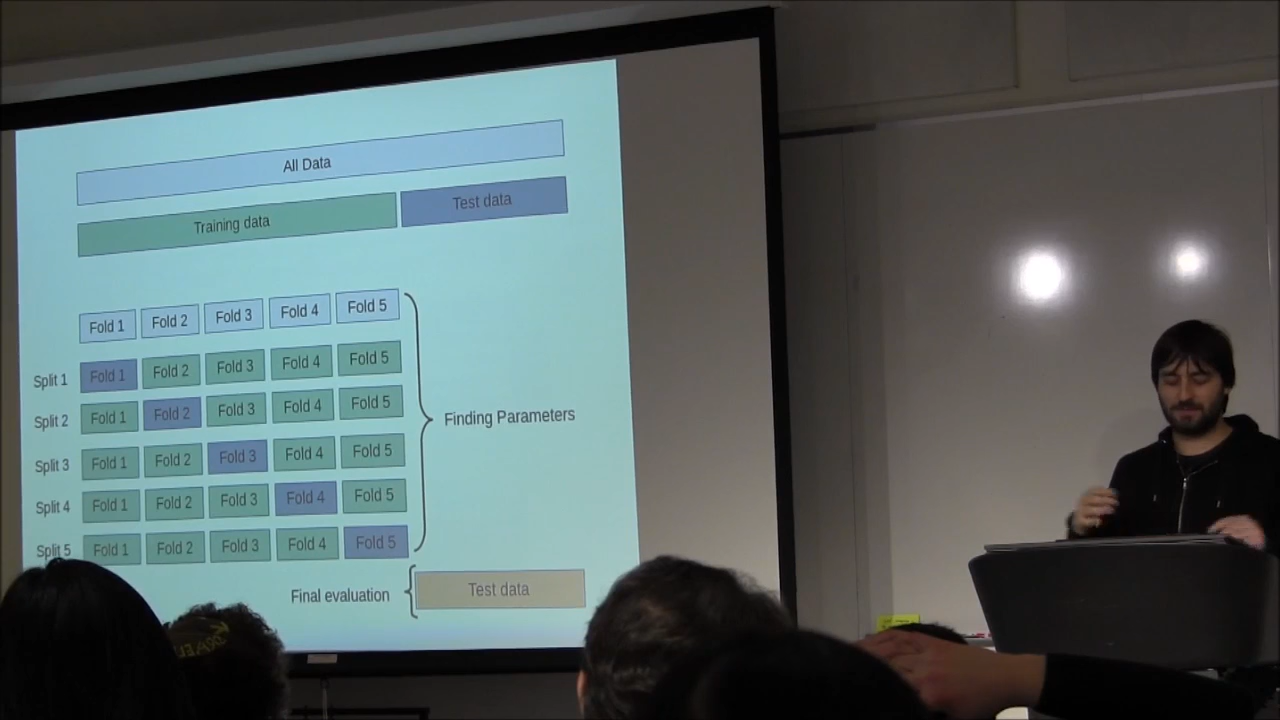 All Data
Training data Test data
Fold 1 Fold 2 Fold 3 Fold 4 Fold 5
Split 1 Fold 1 Fold 2 Fold 3 Fold 4 Fold 5
Split 2 Fold 1 Fold 2 Fold 3 Fold 4 Fold 5
Finding Parameters
Split 3 Fold 1 Fold 2 Fold 3 Fold 4 Fold 5
Split 4 Fold 1 Fold 2 Fold 3 Fold 4 Fold 5
Split 5 Fold 1 Fold 2 Fold 3 Fold 4 Fold 5
Final evaluation Test data